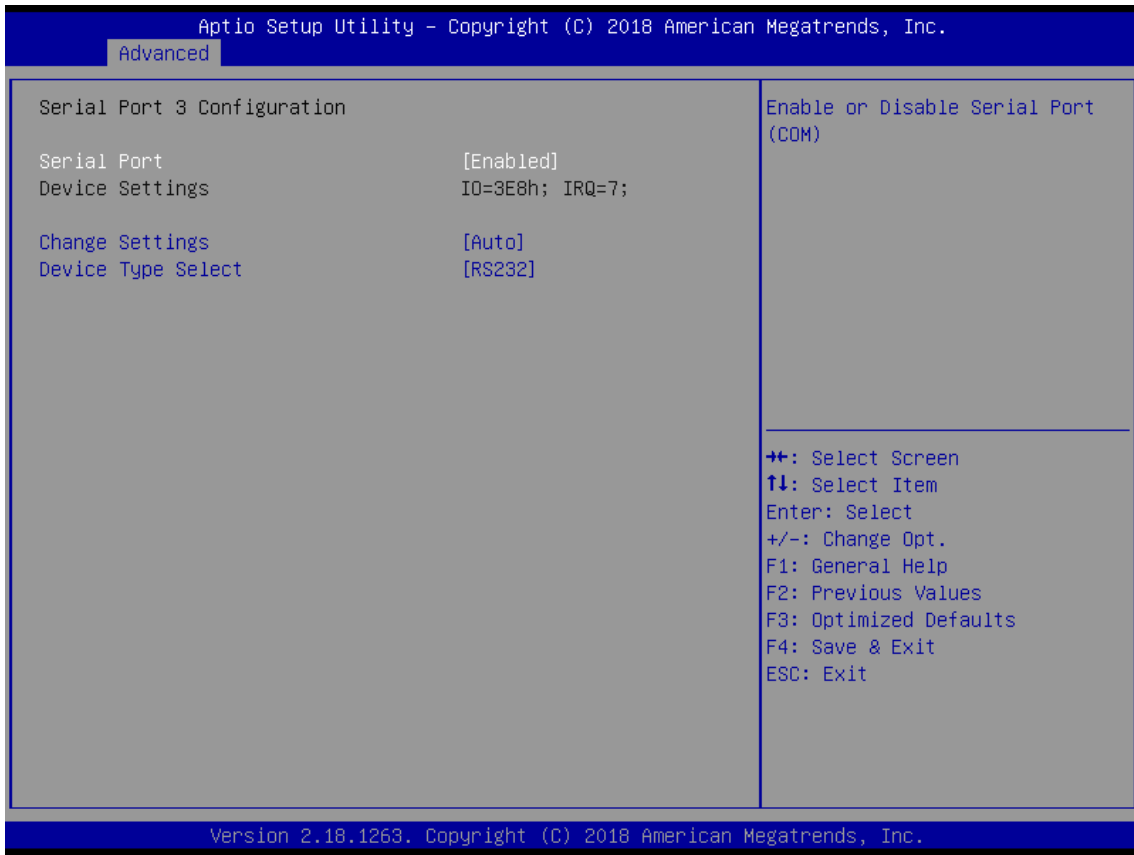 Aptio Setup Utility – Copyright (C) 2018 American Megatrends, Inc.
Advanced
Serial Port 3 Configuration
Serial Port [Enabled]
Device Settings IO=3E8h; IRQ=7;
Change Settings [Auto]
Device Type Select [RS232]
Enable or Disable Serial Port
(COM)
→←: Select Screen
↑↓: Select Item
Enter: Select
+/-: Change Opt.
F1: General Help
F2: Previous Values
F3: Optimized Defaults
F4: Save & Exit
ESC: Exit
Version 2.18.1263. Copyright (C) 2018 American Megatrends, Inc.